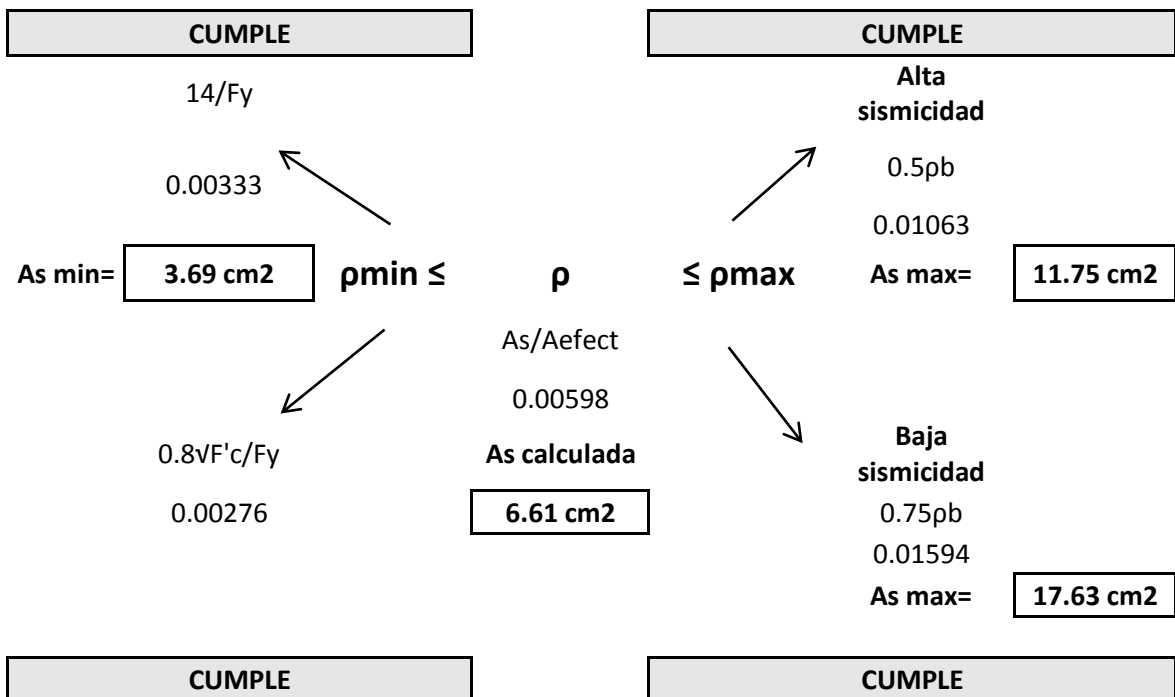 CUMPLE
CUMPLE
14/Fy
Alta
sismicidad
0.00333
0.5ρb
0.01063
As min= 3.69 cm2 ρmin ≤ ρ ≤ ρmax As max= 11.75 cm2
As/Aefect
0.00598
0.8√F'c/Fy
As calculada
Baja
sismicidad
0.00276
6.61 cm2
0.75ρb
0.01594
As max= 17.63 cm2
CUMPLE
CUMPLE